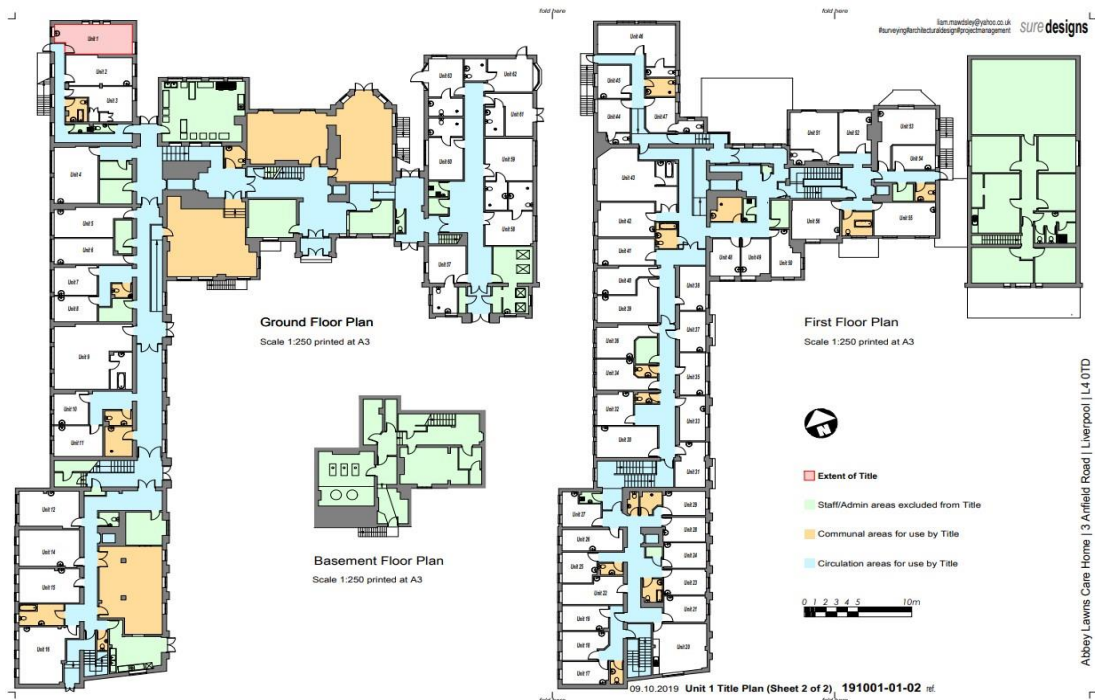 fold here
fold here
liam.mawdsley@yahoo.co.uk
#surveying#architecturaldesign#projectmanagement
suredesigns
Unit 1
Unit 2
Unit 3
Unit 4
Unit 5
Unit 6
Unit 7
Unit 8
Unit 9
Unit 10
Unit 11
Unit 12
Unit 14
Unit 15
Unit 16
Unit 63
Unit 62
Unit 61
Unit 60
Unit 59
Unit 58
Unit 57
Ground Floor Plan
Scale 1:250 printed at A3
Basement Floor Plan
Scale 1:250 printed at A3
Unit 46
Unit 45
Unit 44
Unit 47
Unit 51
Unit 52
Unit 53
Unit 54
Unit 43
Unit 42
Unit 41
Unit 56
Unit 55
Unit 48
Unit 49
Unit 50
Unit 40
Unit 39
Unit 38
Unit 37
Unit 36
Unit 34
Unit 35
Unit 32
Unit 33
Unit 30
Unit 31
Unit 27
Unit 29
Unit 28
Unit 26
Unit 25
Unit 24
Unit 23
Unit 22
Unit 21
Unit 19
Unit 18
Unit 20
Unit 17
First Floor Plan
Scale 1:250 printed at A3
N
Extent of Title
Staff/Admin areas excluded from Title
Communal areas for use by Title
Circulation areas for use by Title
0 1 2 3 4 5 10m
Abbey Lawns Care Home | 3 Anfield Road | Liverpool | L4 0TD
09.10.2019 Unit 1 Title Plan (Sheet 2 of 2) 191001-01-02 ref.